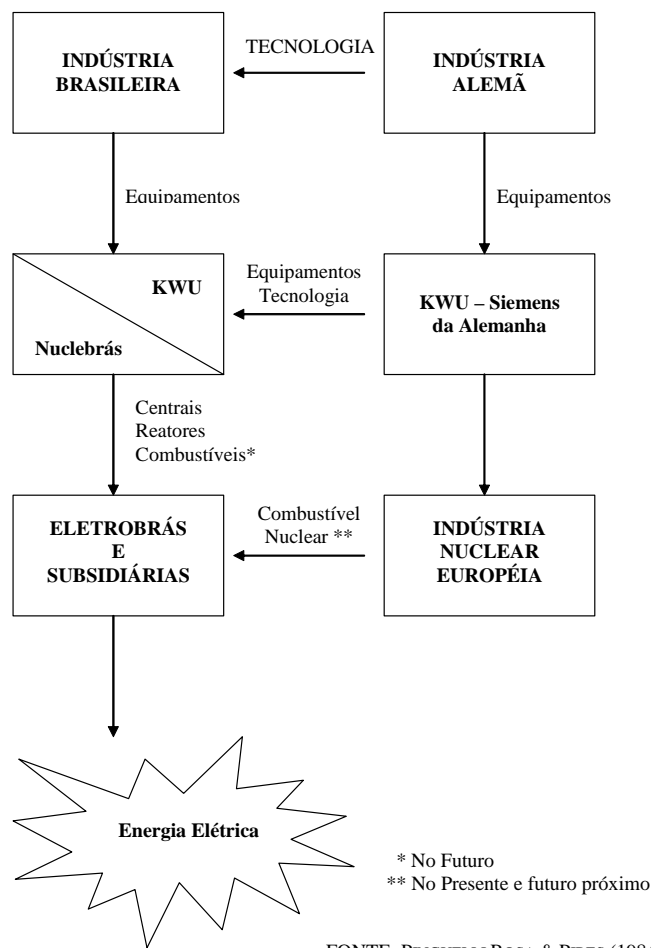 INDÚSTRIA
BRASILEIRA
TECNOLOGIA
INDÚSTRIA
ALEMÃ
Equipamentos
Equipamentos
KWU
Nuclebrás
Equipamentos
Tecnologia
KWU – Siemens
da Alemanha
Centrais
Reatores
Combustíveis*
ELETROBRÁS
E
SUBSIDIÁRIAS
Combustível
Nuclear **
INDÚSTRIA
NUCLEAR
EUROPÉIA
Energia Elétrica
* No Futuro
** No Presente e futuro próximo